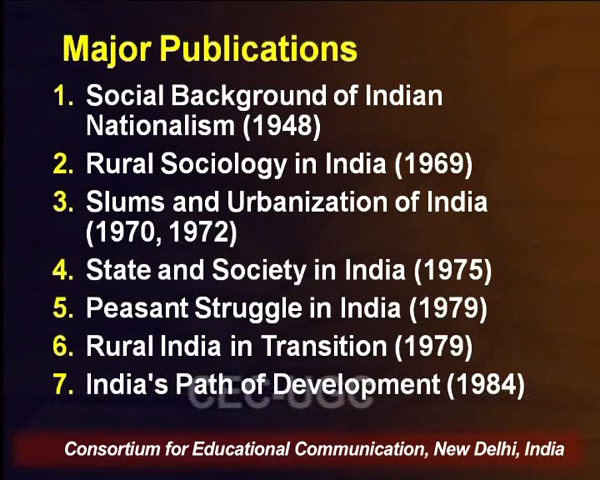 Major Publications
1. Social Background of Indian
Nationalism (1948)
2. Rural Sociology in India (1969)
3. Slums and Urbanization of India
(1970, 1972)
4. State and Society in India (1975)
5. Peasant Struggle in India (1979)
6. Rural India in Transition (1979)
7. India's Path of Development (1984)
CEC-UGC
Consortium for Educational Communication, New Delhi, India